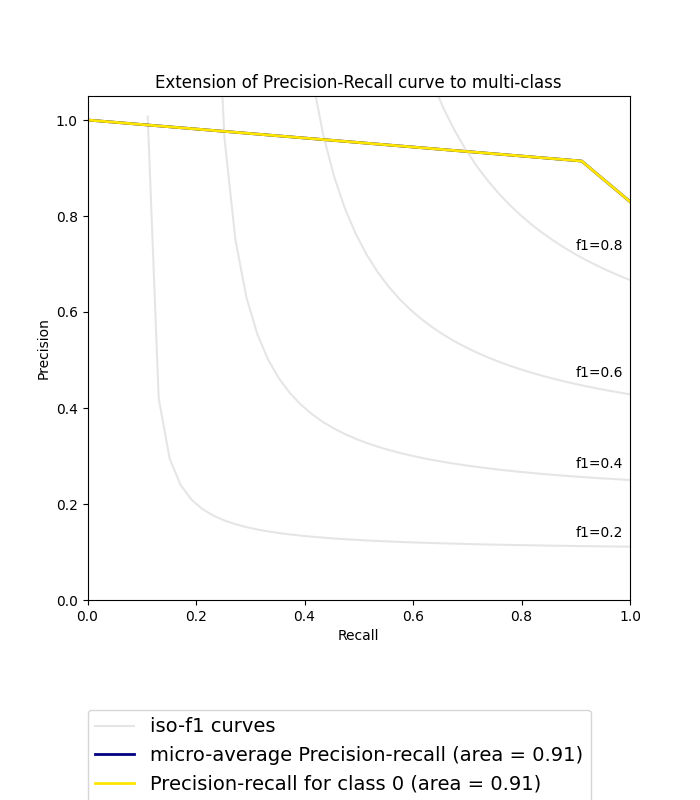 Extension of Precision-Recall curve to multi-class
1.0
0.8
0.6
0.4
0.2
0.0
Precision
f1=0.8
f1=0.6
f1=0.4
f1=0.2
0.0 0.2 0.4 0.6 0.8 1.0
Recall
iso-f1 curves
micro-average Precision-recall (area = 0.91)
Precision-recall for class 0 (area = 0.91)